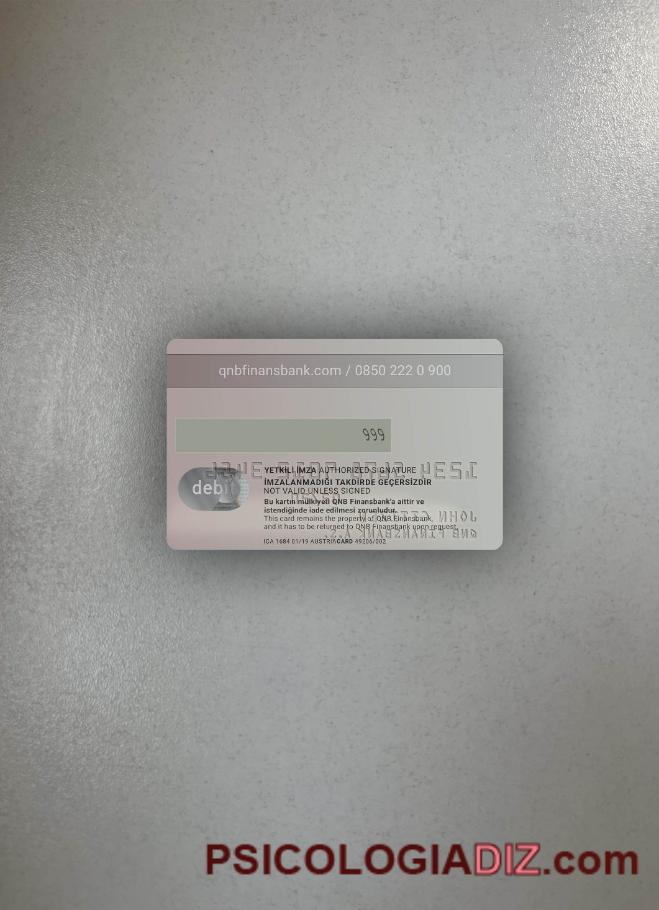 qnbfinansbank.com / 0850 222 0 900
999
debit
YETKİLİ İMZA AUTHORIZED SIGNATURE
İMZALANMADIĞI TAKDİRDE GEÇERSİZDİR
NOT VALID UNLESS SIGNED
Bu kartın mülkiyeti QNB Finansbank'a aittir ve
istendiğinde iade edilmesi zorunludur.
This card remains the property of QNB Finansbank
and it has to be returned to QNB Finansbank upon request.
ICA 1684 01/19 AUSTRIACARD 49206/002
PSICOLOGIADIZ.com